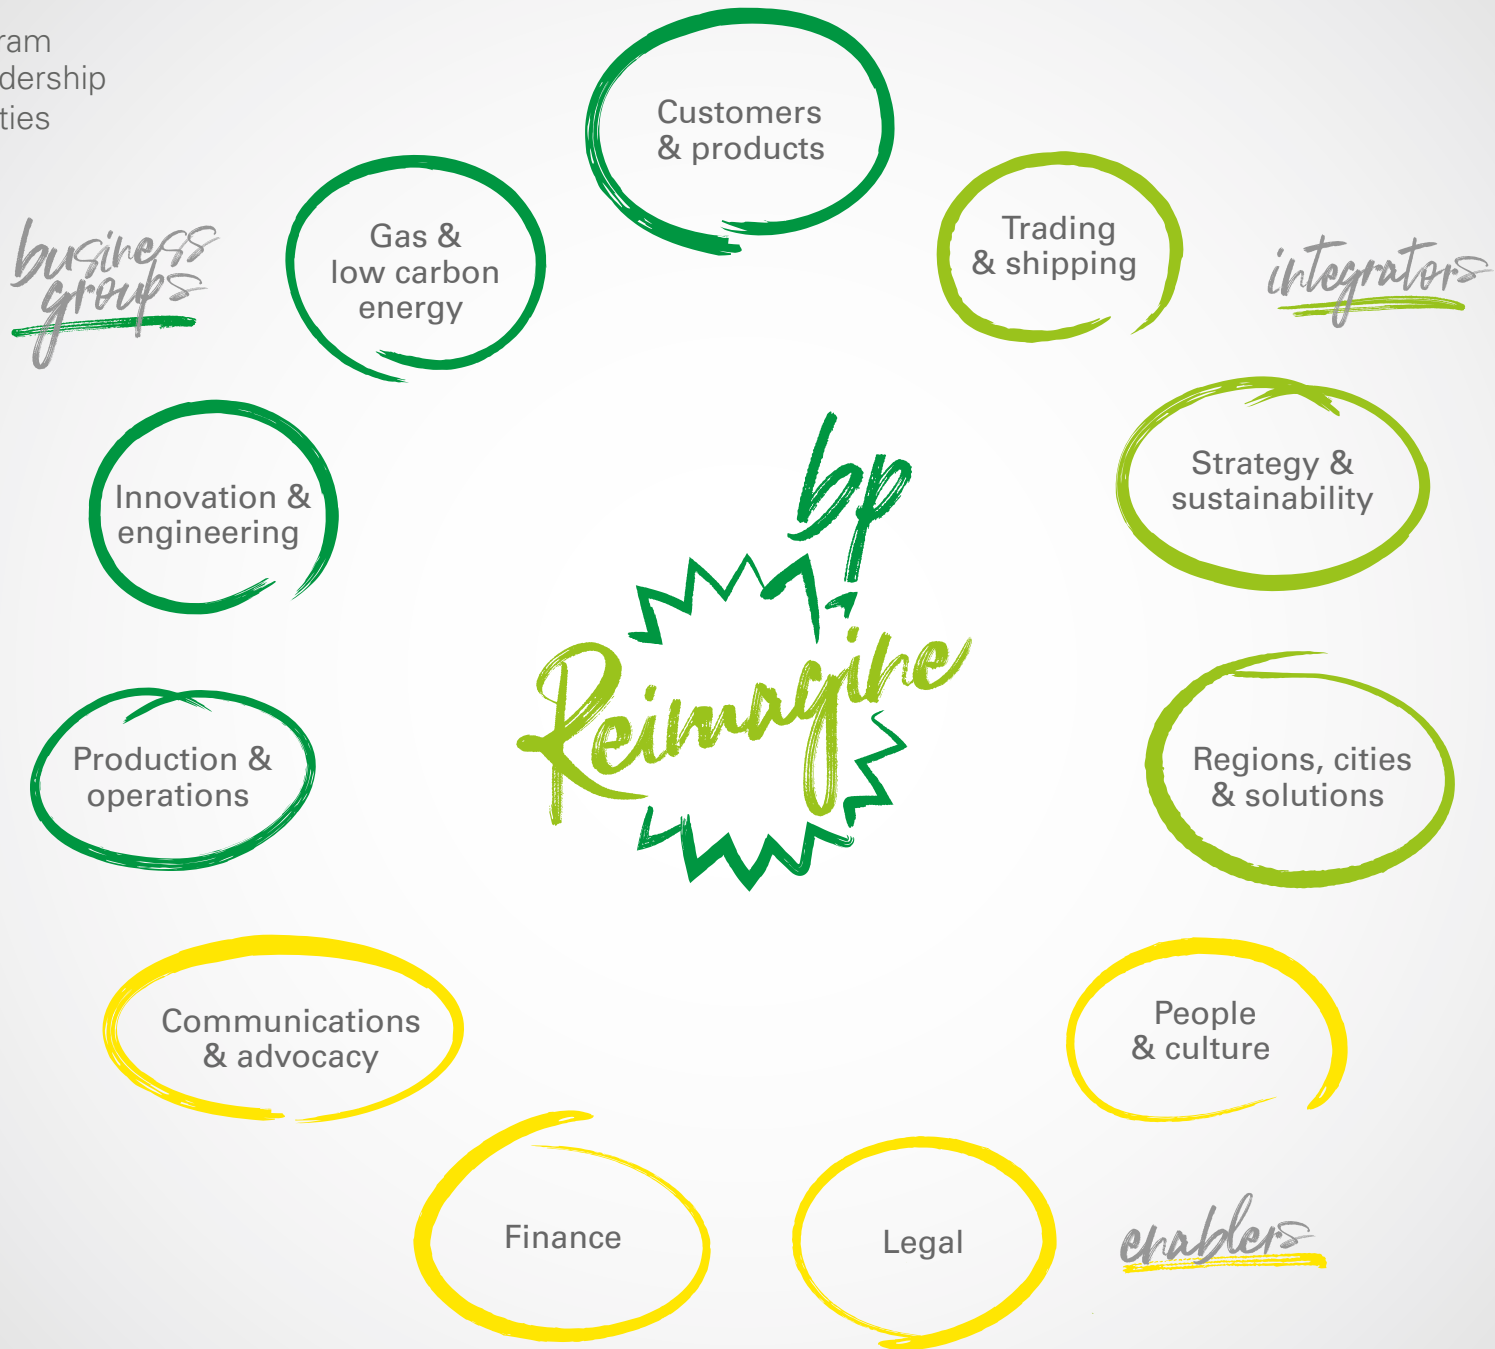 ram
dership
ties
Customers
& products
Gas &
low carbon
energy
Trading
& shipping
business
groups
integrators
Innovation &
engineering
Strategy &
sustainability
bp
Reimagine
Production &
operations
Regions, cities
& solutions
Communications
& advocacy
People
& culture
Finance
Legal
enablers